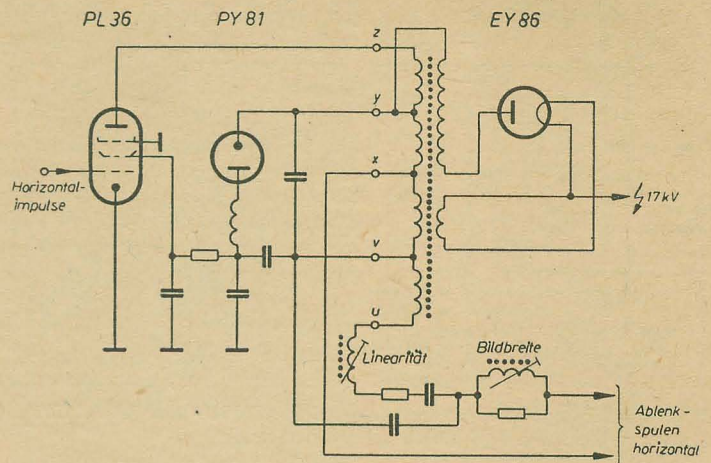 PL 36
PY 81
EY 86
z
y
x
v
u
Horizontal-
impulse
17 kV
Linearität
Bildbreite
Ablenk-
spulen
horizontal